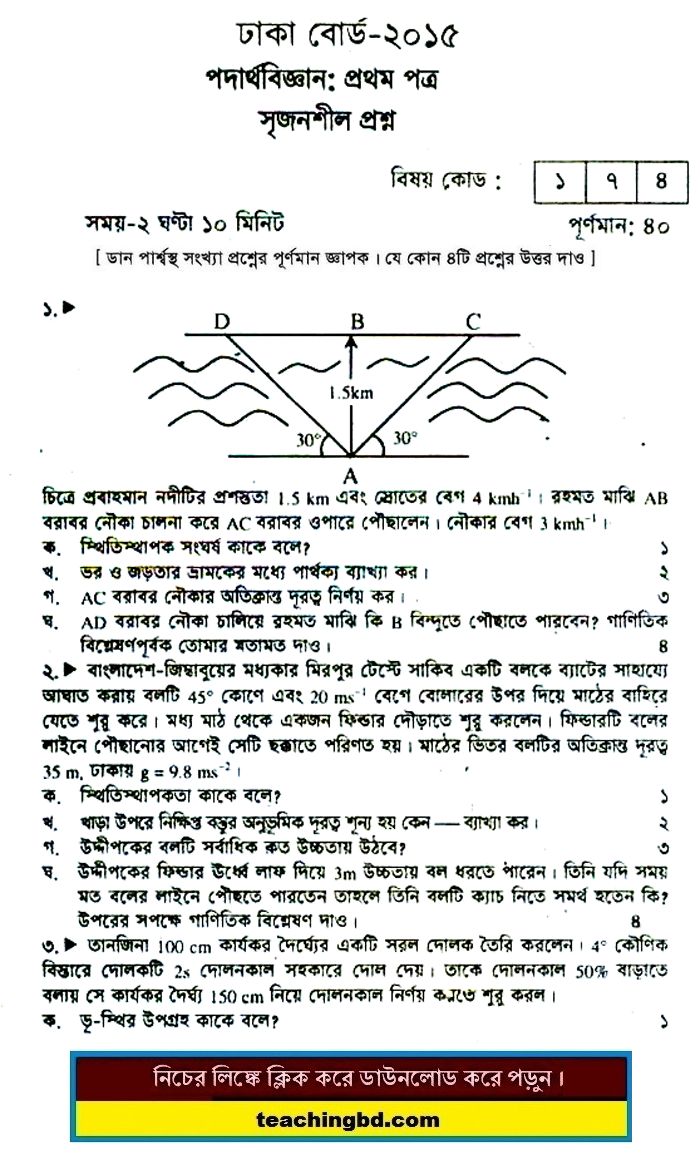 ঢাকা বোর্ড-২০১৫
পদার্থবিজ্ঞান: প্রথম পত্র
সৃজনশীল প্রশ্ন
বিষয় কোড : ১ ৭ ৪
সময়-২ ঘণ্টা ১০ মিনিট পূর্ণমান: ৪০
[ ডান পার্শ্বস্থ সংখ্যা প্রশ্নের পূর্ণমান জ্ঞাপক । যে কোন ৪টি প্রশ্নের উত্তর দাও ]
১.▶
D B C
1.5km
30° 30°
A
চিত্রে প্রবাহমান নদীটির প্রশস্ততা 1.5 km এবং স্রোতের বেগ 4 kmh⁻¹ । রহমত মাঝি AB
বরাবর নৌকা চালনা করে AC বরাবর ওপারে পৌছালেন । নৌকার বেগ 3 kmh⁻¹ ।
ক. স্থিতিস্থাপক সংঘর্ষ কাকে বলে? ১
খ. ভর ও জড়তার ভ্রামকের মধ্যে পার্থক্য ব্যাখ্যা কর । ২
গ. AC বরাবর নৌকার অতিক্রান্ত দূরত্ব নির্ণয় কর । ৩
ঘ. AD বরাবর নৌকা চালিয়ে রহমত মাঝি কি B বিন্দুতে পৌছাতে পারবেন? গাণিতিক
বিশ্লেষণপূর্বক তোমার মতামত দাও । ৪
২.▶ বাংলাদেশ-জিম্বাবুয়ের মধ্যকার মিরপুর টেস্টে সাকিব একটি বলকে ব্যাটের সাহায্যে
আঘাত করায় বলটি 45° কোণে এবং 20 ms⁻¹ বেগে বোলারের উপর দিয়ে মাঠের বাহিরে
যেতে শুরু করে । মধ্য মাঠ থেকে একজন ফিল্ডার দৌড়াতে শুরু করলেন । ফিল্ডারটি বলের
লাইনে পৌছানোর আগেই সেটি ছক্কাতে পরিণত হয় । মাঠের ভিতর বলটির অতিক্রান্ত দূরত্ব
35 m, ঢাকায় g = 9.8 ms⁻² ।
ক. স্থিতিস্থাপকতা কাকে বলে? ১
খ. খাড়া উপরে নিক্ষিপ্ত বস্তুর অনুভূমিক দূরত্ব শূন্য হয় কেন — ব্যাখ্যা কর । ২
গ. উদ্দীপকের বলটি সর্বাধিক কত উচ্চতায় উঠবে? ৩
ঘ. উদ্দীপকের ফিল্ডার উর্ধ্বে লাফ দিয়ে 3m উচ্চতায় বল ধরতে পারেন । তিনি যদি সময়
মত বলের লাইনে পৌছতে পারতেন তাহলে তিনি বলটি ক্যাচ নিতে সমর্থ হতেন কি?
উপরের সপক্ষে গাণিতিক বিশ্লেষণ দাও । ৪
৩.▶ তানজিনা 100 cm কার্যকর দৈর্ঘ্যের একটি সরল দোলক তৈরি করলেন । 4° কৌণিক
বিস্তারে দোলকটি 2s দোলনকাল সহকারে দোল দেয় । তাকে দোলনকাল 50% বাড়াতে
বলায় সে কার্যকর দৈর্ঘ্য 150 cm নিয়ে দোলনকাল নির্ণয় করতে শুরু করল ।
ক. ভূ-স্থির উপগ্রহ কাকে বলে? ১
নিচের লিঙ্কে ক্লিক করে ডাউনলোড করে পড়ুন ।
teachingbd.com